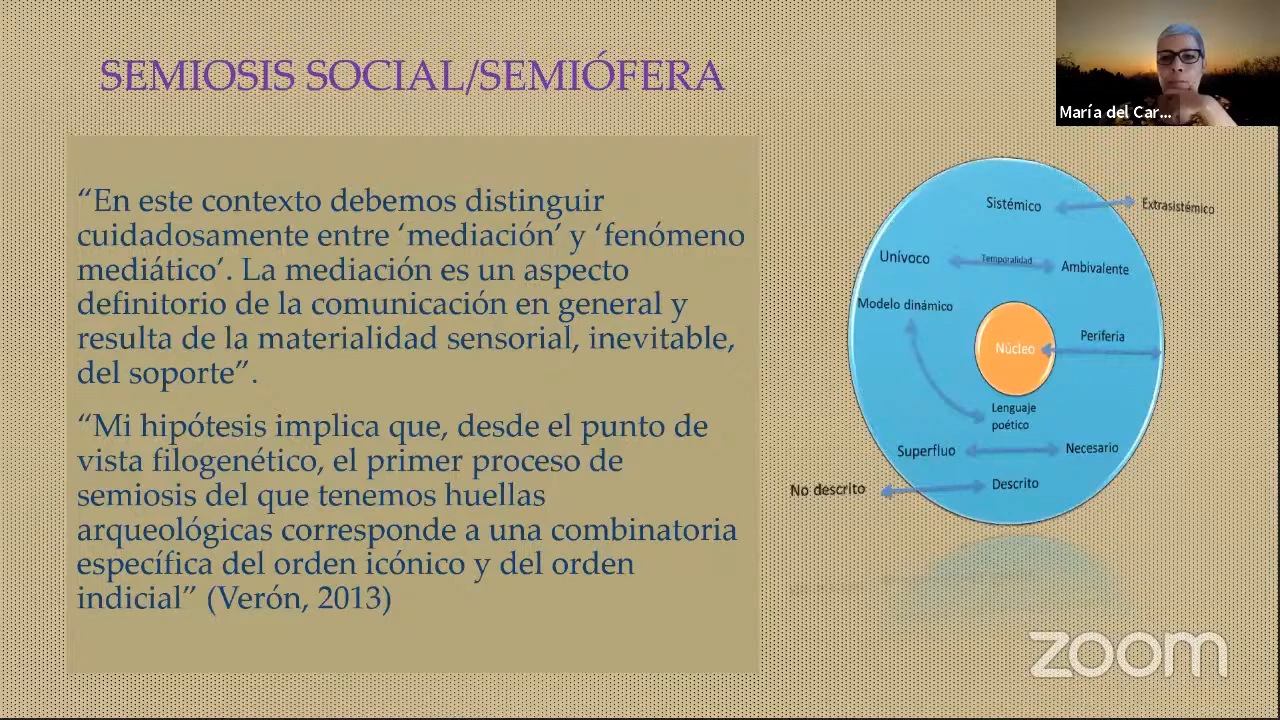 SEMIOSIS SOCIAL/SEMIÓFERA
María del Car...
“En este contexto debemos distinguir
cuidadosamente entre ‘mediación’ y ‘fenómeno
mediático’. La mediación es un aspecto
definitorio de la comunicación en general y
resulta de la materialidad sensorial, inevitable,
del soporte”.
“Mi hipótesis implica que, desde el punto de
vista filogenético, el primer proceso de
semiosis del que tenemos huellas
arqueológicas corresponde a una combinatoria
específica del orden icónico y del orden
indicial” (Verón, 2013)
Sistémico
Extrasistémico
Unívoco
Temporalidad
Ambivalente
Modelo dinámico
Periferia
Núcleo
Lenguaje
poético
Superfluo
Necesario
No descrito
Descrito
zoom